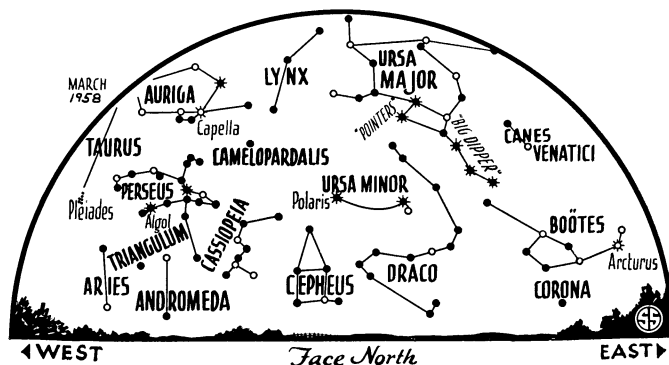 MARCH
1958
AURIGA
Capella
LYNX
URSA
MAJOR
"POINTERS"
"BIG DIPPER"
CANES
VENATICI
TAURUS
CAMELOPARDALIS
PERSEUS
Pleiades
Algol
TRIANGULUM
CASSIOPEIA
URSA MINOR
Polaris
BOÖTES
Arcturus
ARIES
ANDROMEDA
CEPHEUS
DRACO
CORONA
WEST
Face North
EAST